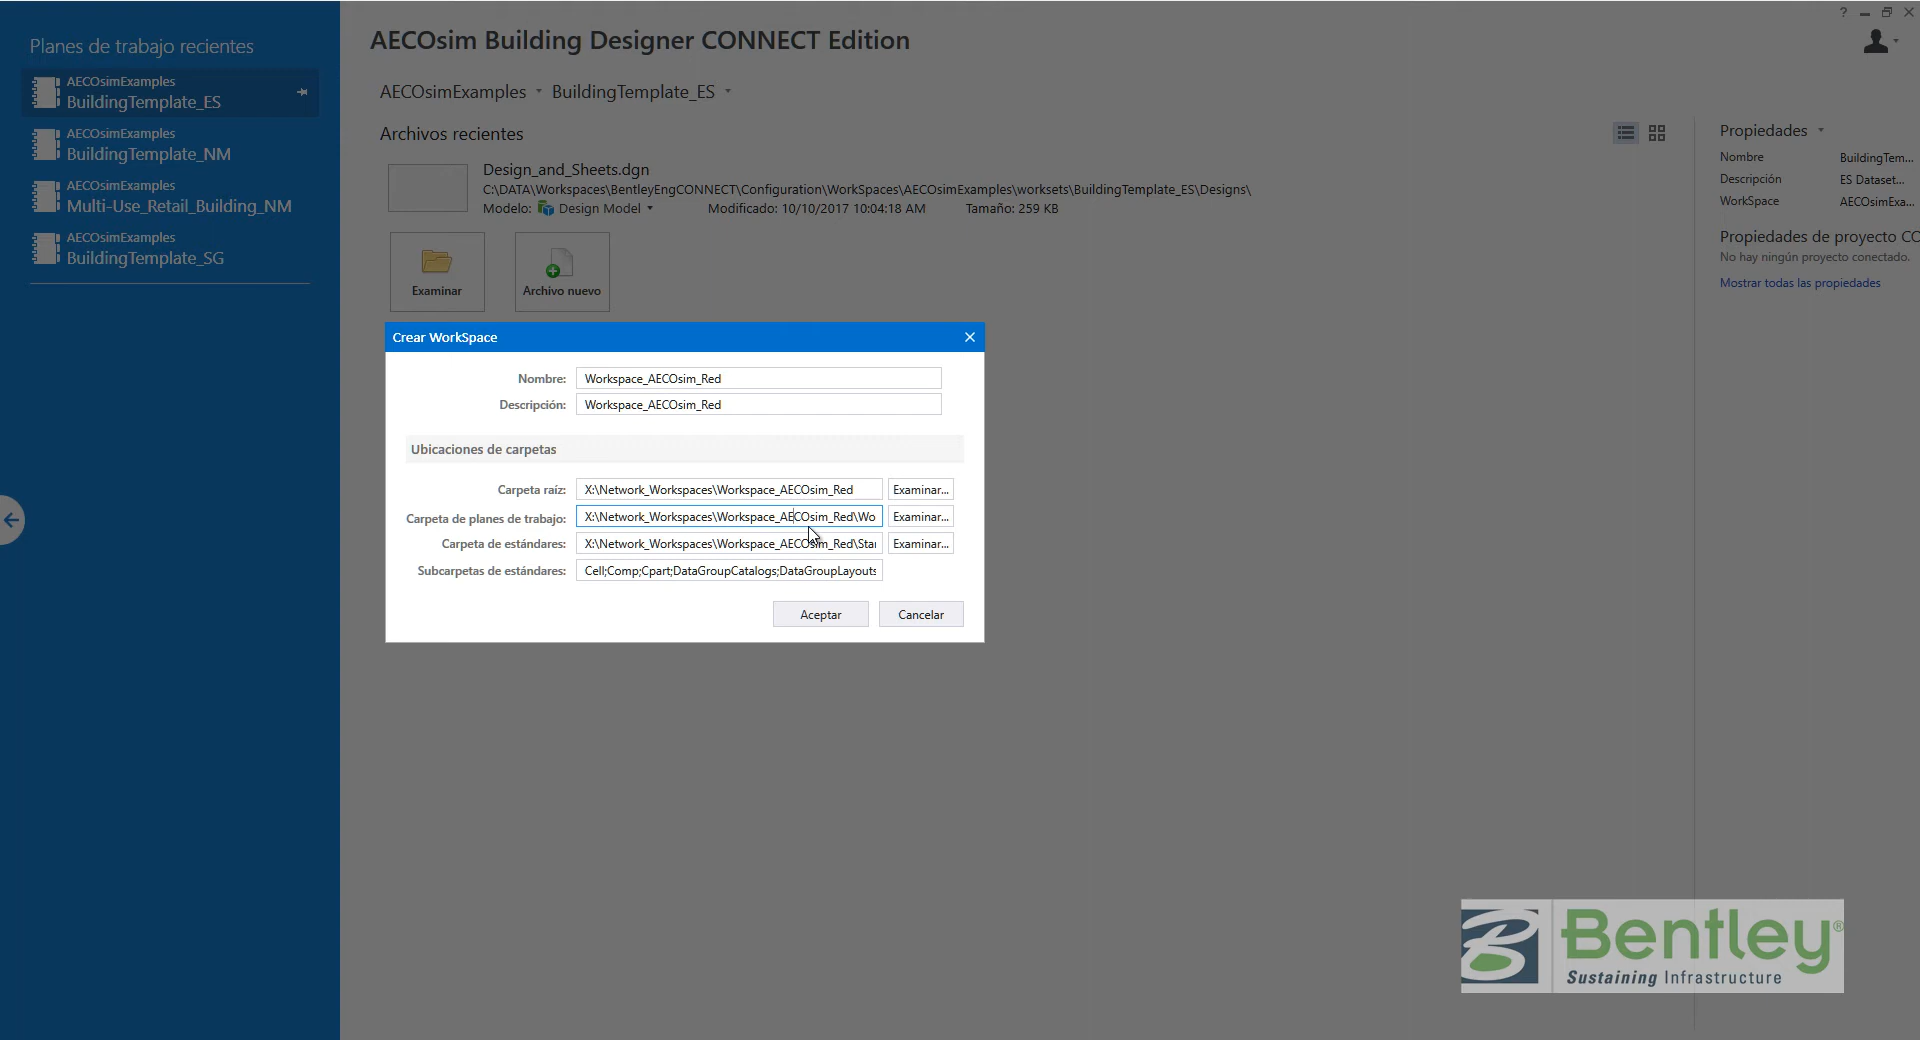 Planes de trabajo recientes
AECOsimExamples
BuildingTemplate_ES
AECOsimExamples
BuildingTemplate_NM
AECOsimExamples
Multi-Use_Retail_Building_NM
AECOsimExamples
BuildingTemplate_SG
?
AECOsim Building Designer CONNECT Edition
AECOsimExamples BuildingTemplate_ES
Archivos recientes
Design_and_Sheets.dgn
C:\DATA\Workspaces\BentleyEngCONNECT\Configuration\WorkSpaces\AECOsimExamples\worksets\BuildingTemplate_ES\Designs\
Modelo: Design Model Modificado: 10/10/2017 10:04:18 AM Tamaño: 259 KB
Examinar
Archivo nuevo
Propiedades
Nombre BuildingTem...
Descripción ES Dataset...
WorkSpace AECOsimExa...
Propiedades de proyecto CO
No hay ningún proyecto conectado.
Mostrar todas las propiedades
Crear WorkSpace
Nombre: Workspace_AECOsim_Red
Descripción: Workspace_AECOsim_Red
Ubicaciones de carpetas
Carpeta raíz: X:\Network_Workspaces\Workspace_AECOsim_Red Examinar...
Carpeta de planes de trabajo: X:\Network_Workspaces\Workspace_AECOsim_Red\Wo Examinar...
Carpeta de estándares: X:\Network_Workspaces\Workspace_AECOsim_Red\Star Examinar...
Subcarpetas de estándares: Cell;Comp;Cpart;DataGroupCatalogs;DataGroupLayouts
Aceptar Cancelar
B Bentley®
Sustaining Infrastructure